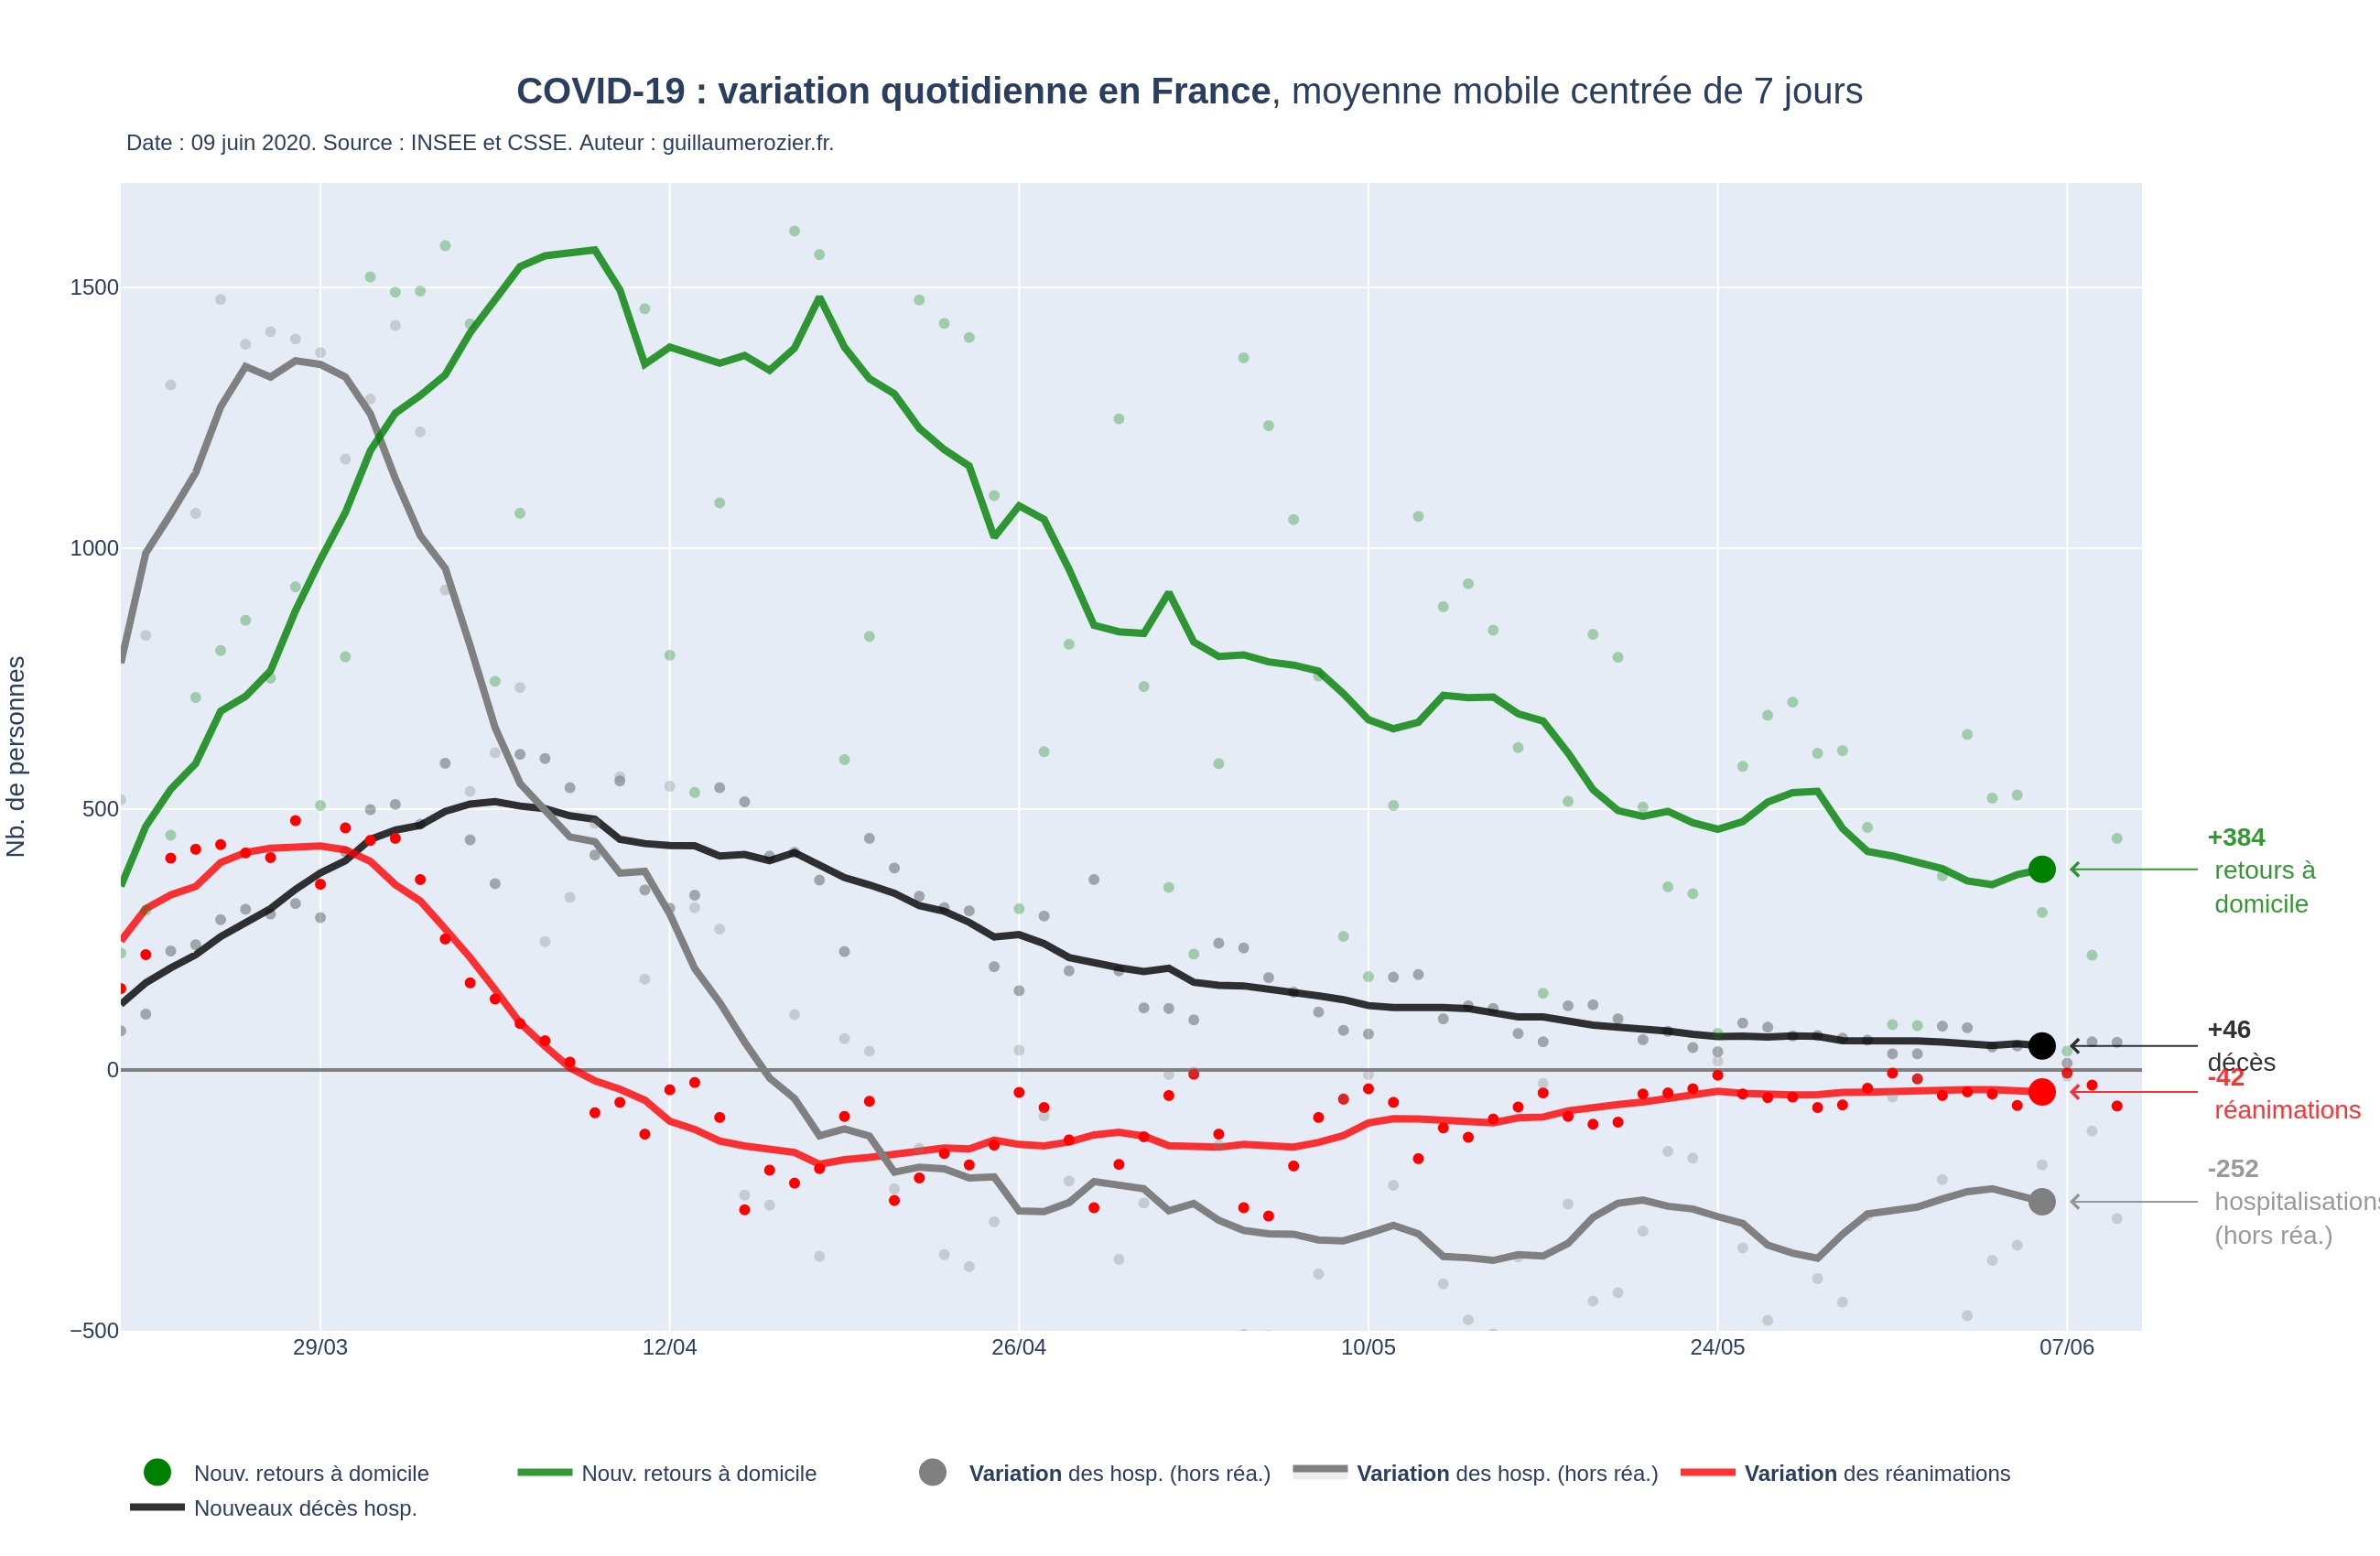 COVID-19 : variation quotidienne en France, moyenne mobile centrée de 7 jours
Date : 09 juin 2020. Source : INSEE et CSSE. Auteur : guillaumerozier.fr.
Nb. de personnes
1500
1000
500
0
−500
29/03
12/04
26/04
10/05
24/05
07/06
+384
retours à
domicile
+46
décès
-42
réanimations
-252
hospitalisations
(hors réa.)
Nouv. retours à domicile
Nouv. retours à domicile
Variation des hosp. (hors réa.)
Variation des hosp. (hors réa.)
Variation des réanimations
Nouveaux décès hosp.